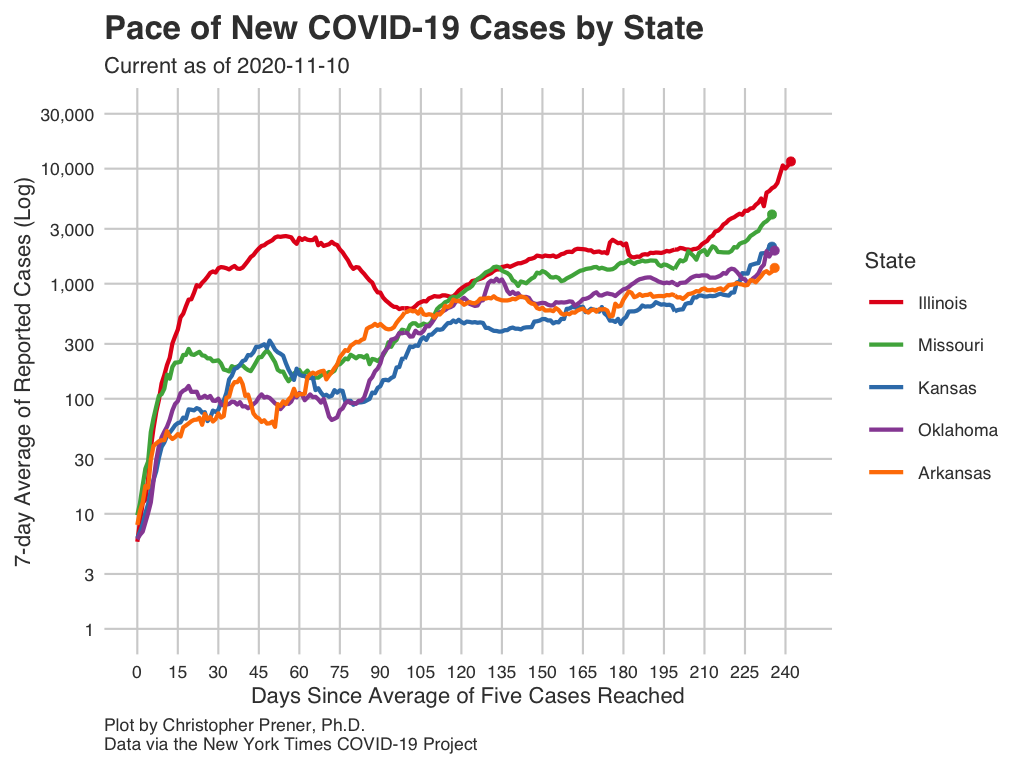 Pace of New COVID-19 Cases by State
Current as of 2020-11-10
7-day Average of Reported Cases (Log)
30,000
10,000
3,000
1,000
300
100
30
10
3
1
0 15 30 45 60 75 90 105 120 135 150 165 180 195 210 225 240
Days Since Average of Five Cases Reached
State
Illinois
Missouri
Kansas
Oklahoma
Arkansas
Plot by Christopher Prener, Ph.D.
Data via the New York Times COVID-19 Project